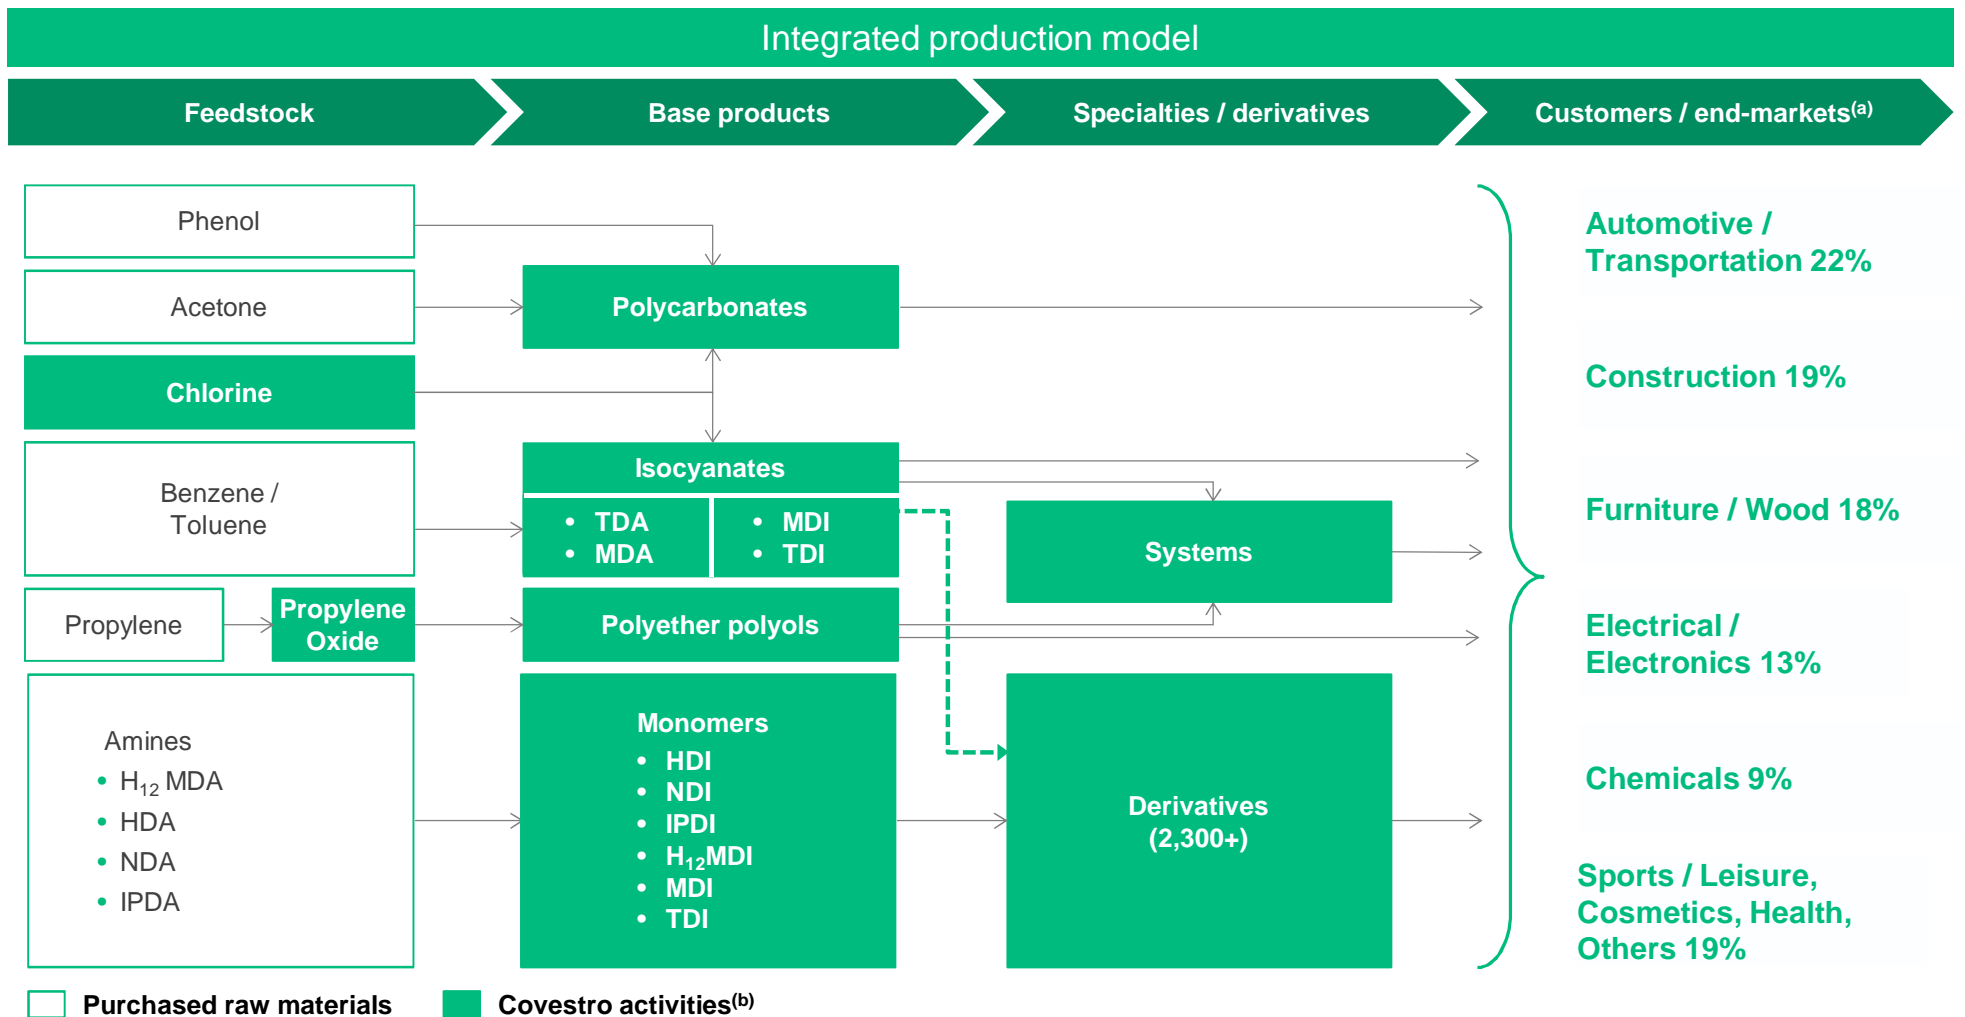 Integrated production model
Feedstock
Base products
Specialties / derivatives
Customers / end-markets(a)
Phenol
Acetone
Chlorine
Benzene /
Toluene
Propylene
Propylene
Oxide
Amines
• H₁₂ MDA
• HDA
• NDA
• IPDA
Polycarbonates
Isocyanates
• TDA
• MDA
• MDI
• TDI
Polyether polyols
Monomers
• HDI
• NDI
• IPDI
• H₁₂MDI
• MDI
• TDI
Systems
Derivatives
(2,300+)
Automotive /
Transportation 22%
Construction 19%
Furniture / Wood 18%
Electrical /
Electronics 13%
Chemicals 9%
Sports / Leisure,
Cosmetics, Health,
Others 19%
Purchased raw materials
Covestro activities(b)